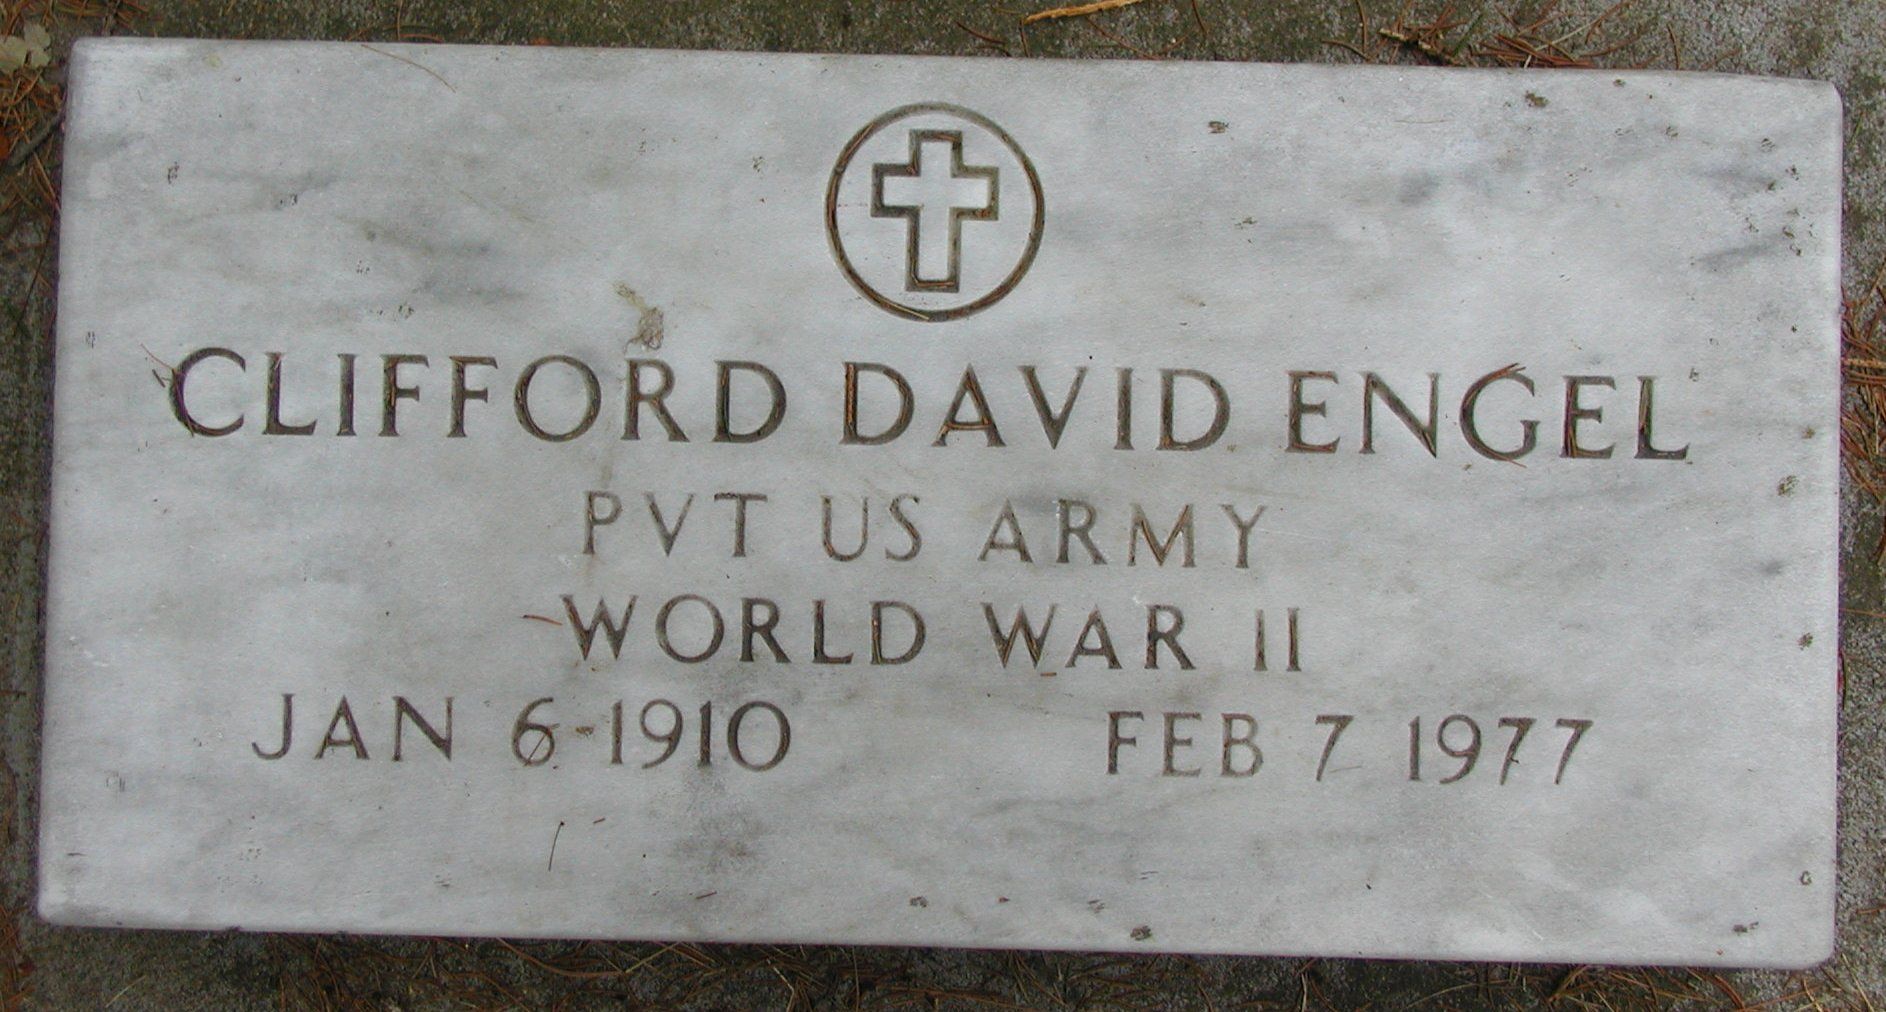 CLIFFORD DAVID ENGEL
PVT US ARMY
WORLD WAR II
JAN 6 1910 FEB 7 1977